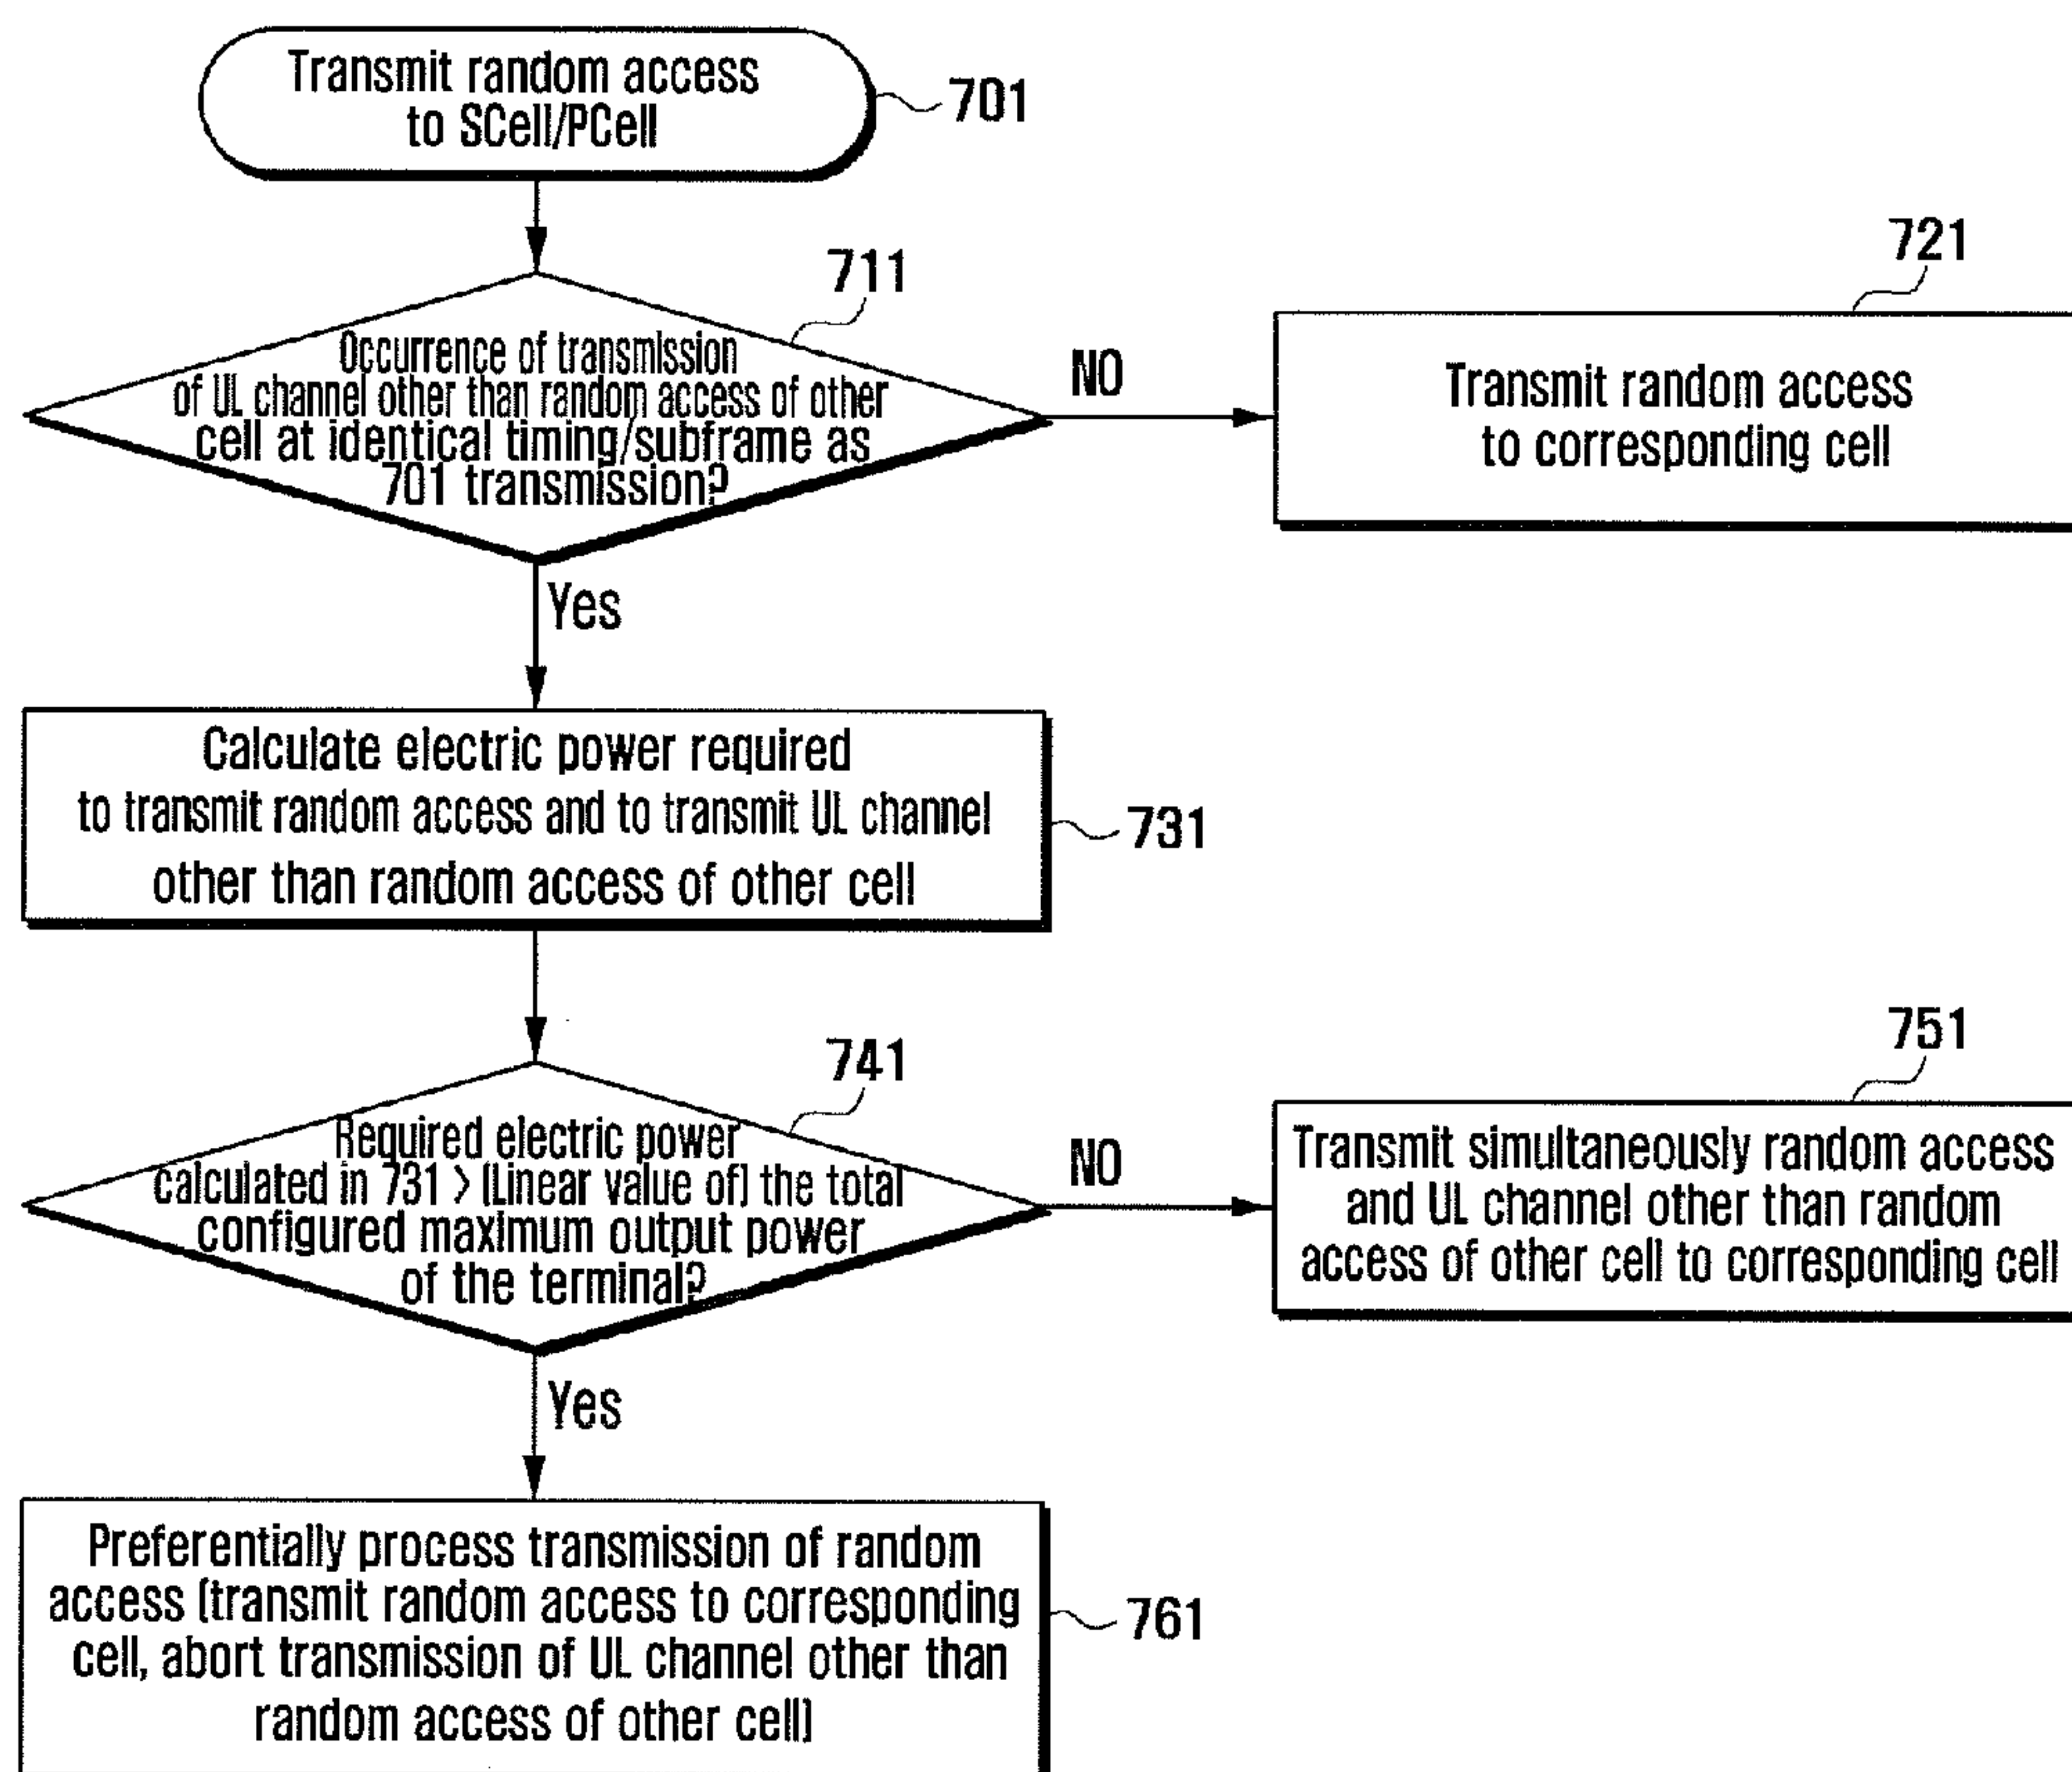 Transmit random access
to SCell/PCell
701
711
Occurrence of transmission
of UL channel other than random access of other
cell at identical timing/subframe as
701 transmission?
NO
721
Transmit random access
to corresponding cell
Yes
Calculate electric power required
to transmit random access and to transmit UL channel
other than random access of other cell
731
741
Required electric power
calculated in 731 > (Linear value of) the total
configured maximum output power
of the terminal?
NO
751
Transmit simultaneously random access
and UL channel other than random
access of other cell to corresponding cell
Yes
Preferentially process transmission of random
access (transmit random access to corresponding
cell, abort transmission of UL channel other than
random access of other cell)
761